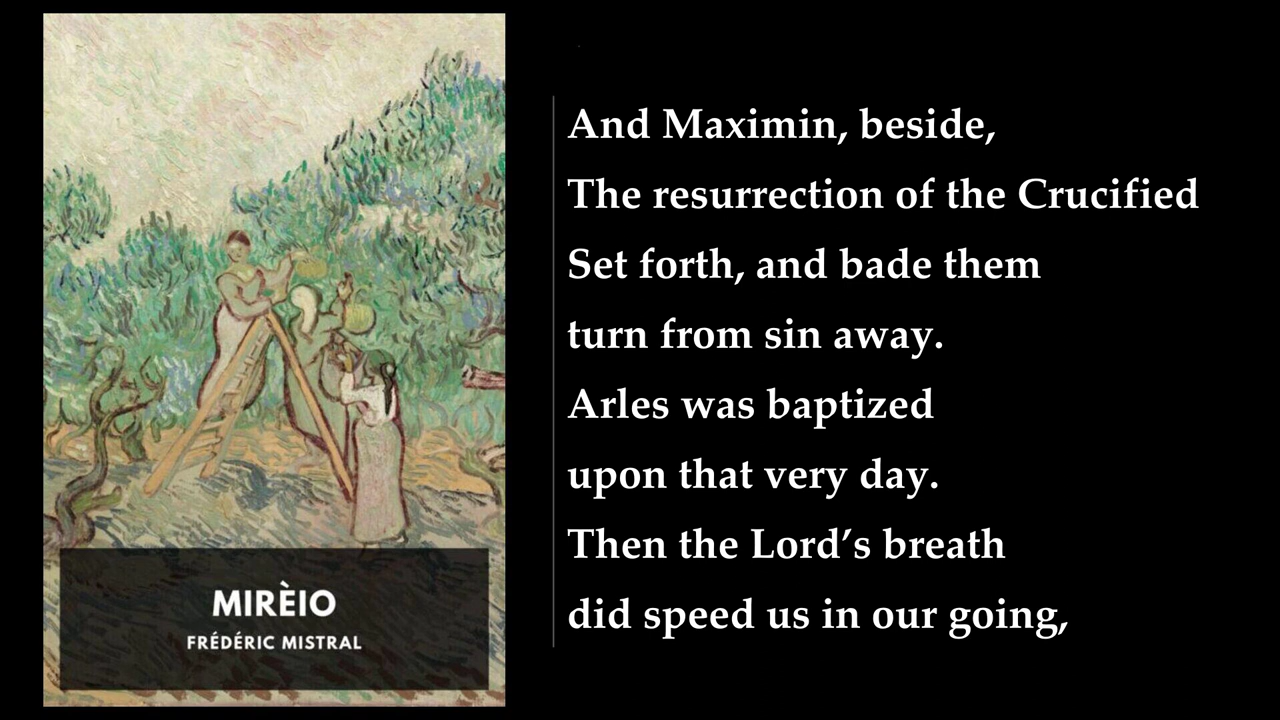 MIRÈIO
FRÉDÉRIC MISTRAL
And Maximin, beside,
The resurrection of the Crucified
Set forth, and bade them
turn from sin away.
Arles was baptized
upon that very day.
Then the Lord’s breath
did speed us in our going,